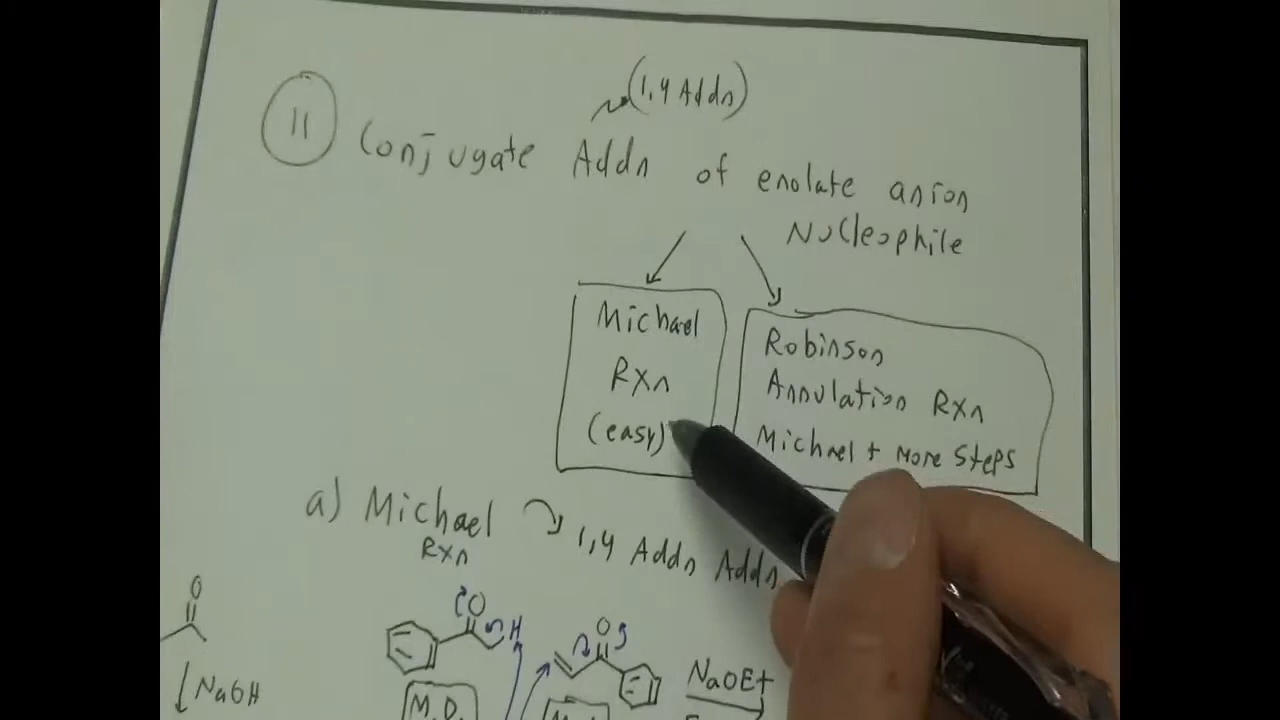 (1,4 Addn)
11 Conjugate Addn of enolate anion
Nucleophile
Michael
Rxn
(easy)
Robinson
Annulation Rxn
Michael + More Steps
a) Michael
Rxn
1,4 Addn Addn
O
NaOH
O
H
M.D.
O
NaOEt